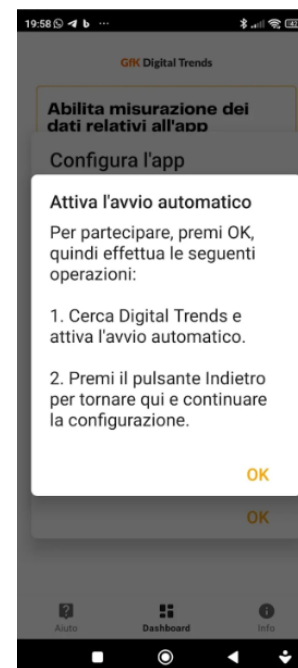 19:58
GfK Digital Trends
Abilita misurazione dei
dati relativi all'app
Configura l'app
Attiva l'avvio automatico
Per partecipare, premi OK,
quindi effettua le seguenti
operazioni:
1. Cerca Digital Trends e
attiva l'avvio automatico.
2. Premi il pulsante Indietro
per tornare qui e continuare
la configurazione.
OK
OK
Aiuto
Dashboard
Info